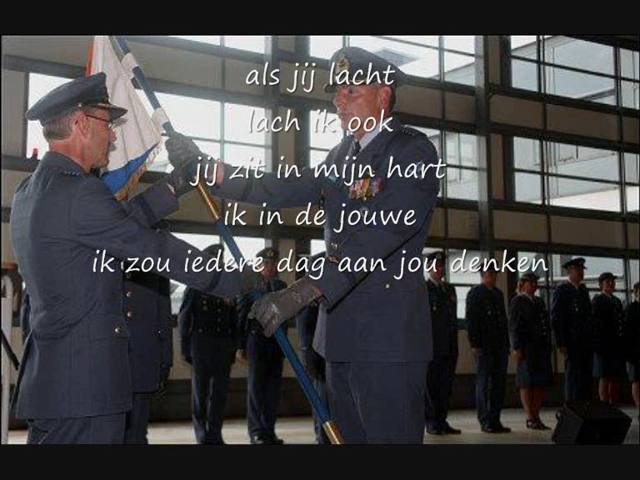 als jij lacht
lach ik ook
jij zit in mijn hart
ik in de jouwe
ik zou iedere dag aan jou denken